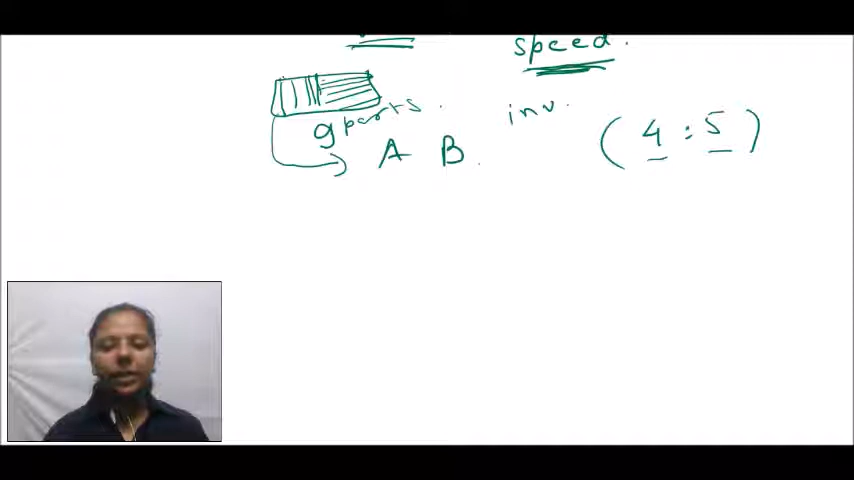 speed.
9 parts. inv.
A B. (4 : 5)